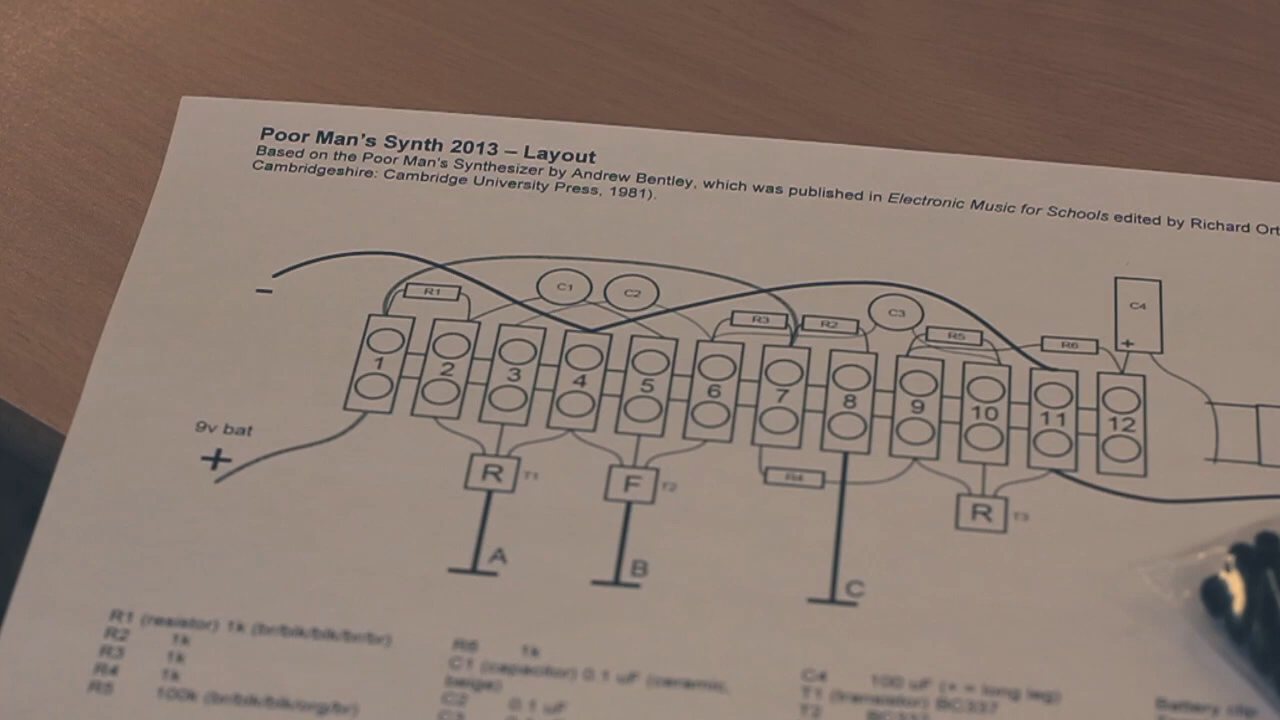 Poor Man's Synth 2013 – Layout
Based on the Poor Man's Synthesizer by Andrew Bentley, which was published in Electronic Music for Schools edited by Richard Ort
Cambridgeshire: Cambridge University Press, 1981).
–
R1
C1
C2
R3
R2
C3
R5
R6
C4
+
1 2 3 4 5 6 7 8 9 10 11 12
9v bat
+
R T1
F T2
R4
R T3
A
B
C
R1 (resistor) 1k (br/blk/blk/br/br)
R2 1k
R3 1k
R4 1k
R5 100k (br/blk/blk/org/br)
R6 1k
C1 (capacitor) 0.1 uF (ceramic,
beige)
C2 0.1 uF
C4 100 uF (+ = long leg)
T1 (transistor) BC337
T2 BC337
Battery clip